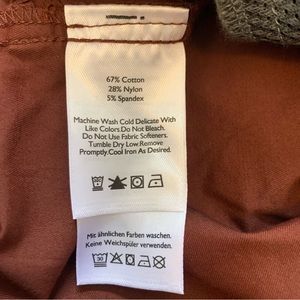 67% Cotton
28% Nylon
5% Spandex
Machine Wash Cold Delicate With
Like Colors.Do Not Bleach.
Do Not Use Fabric Softeners.
Tumble Dry Low.Remove
Promptly.Cool Iron As Desired.
Mit ähnlichen Farben waschen.
Keine Weichspüler verwenden.
30